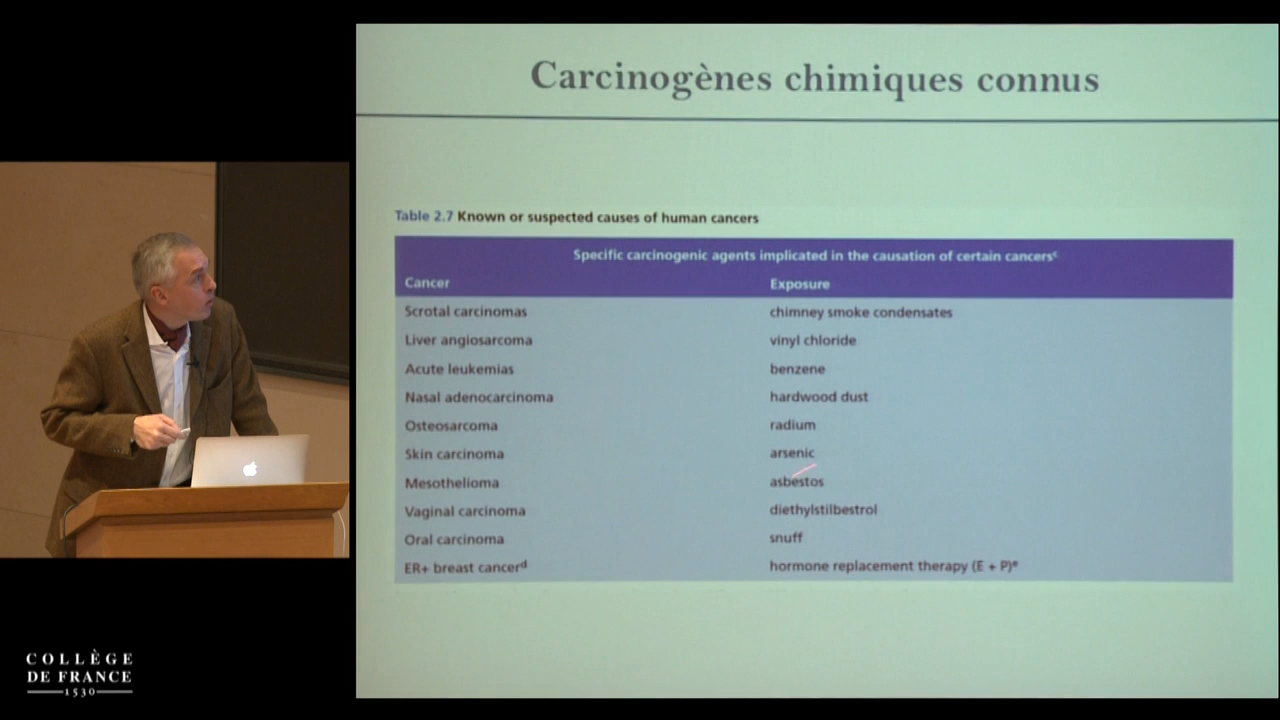 Carcinogènes chimiques connus
Table 2.7 Known or suspected causes of human cancers
Specific carcinogenic agents implicated in the causation of certain cancersᶜ
Cancer Exposure
Scrotal carcinomas chimney smoke condensates
Liver angiosarcoma vinyl chloride
Acute leukemias benzene
Nasal adenocarcinoma hardwood dust
Osteosarcoma radium
Skin carcinoma arsenic
Mesothelioma asbestos
Vaginal carcinoma diethylstilbestrol
Oral carcinoma snuff
ER+ breast cancerᵈ hormone replacement therapy (E + P)ᵉ
COLLÈGE
DE FRANCE
1530